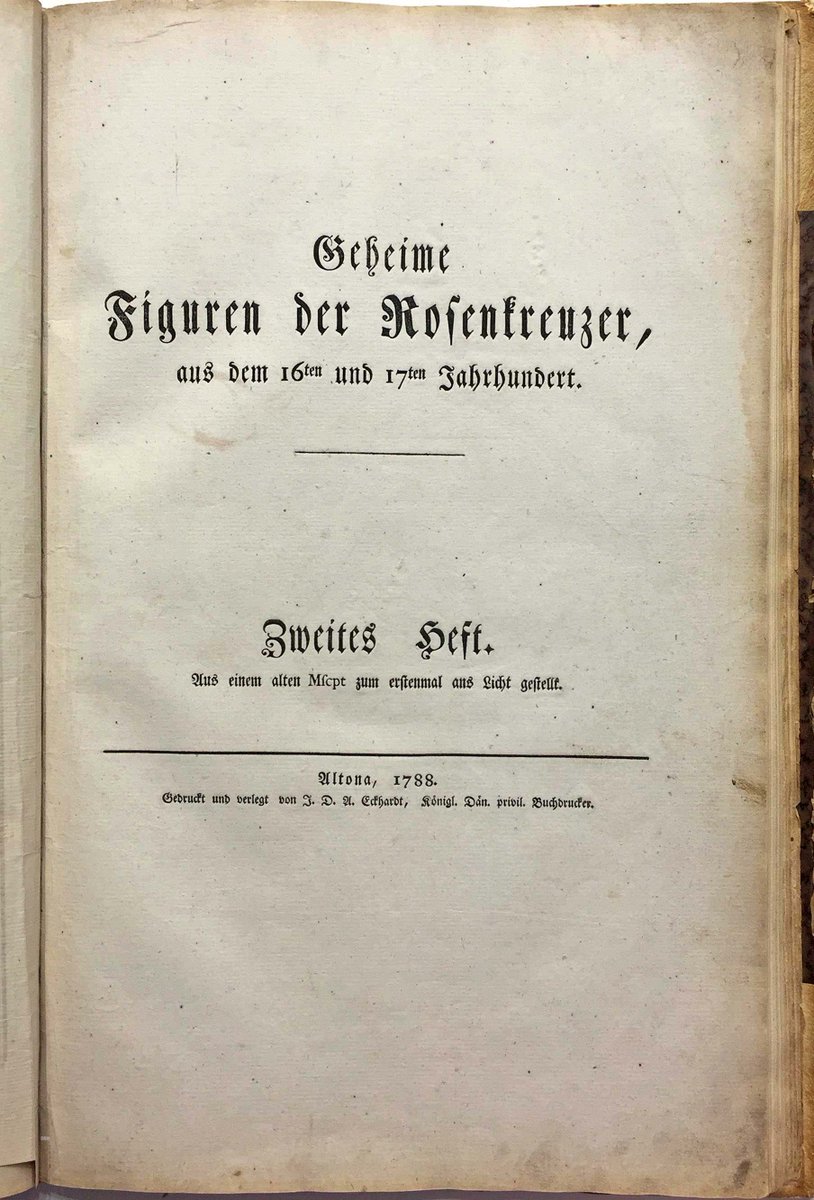 Geheime
Figuren der Roſenkreuzer,
aus dem 16ten und 17ten Jahrhundert.
Zweites Heft.
Aus einem alten Mſcpt zum erſtenmal ans Licht geſtellt.
Altona, 1788.
Gedruckt und verlegt von J. D. A. Eckhardt, Königl. Dän. privil. Buchdrucker.